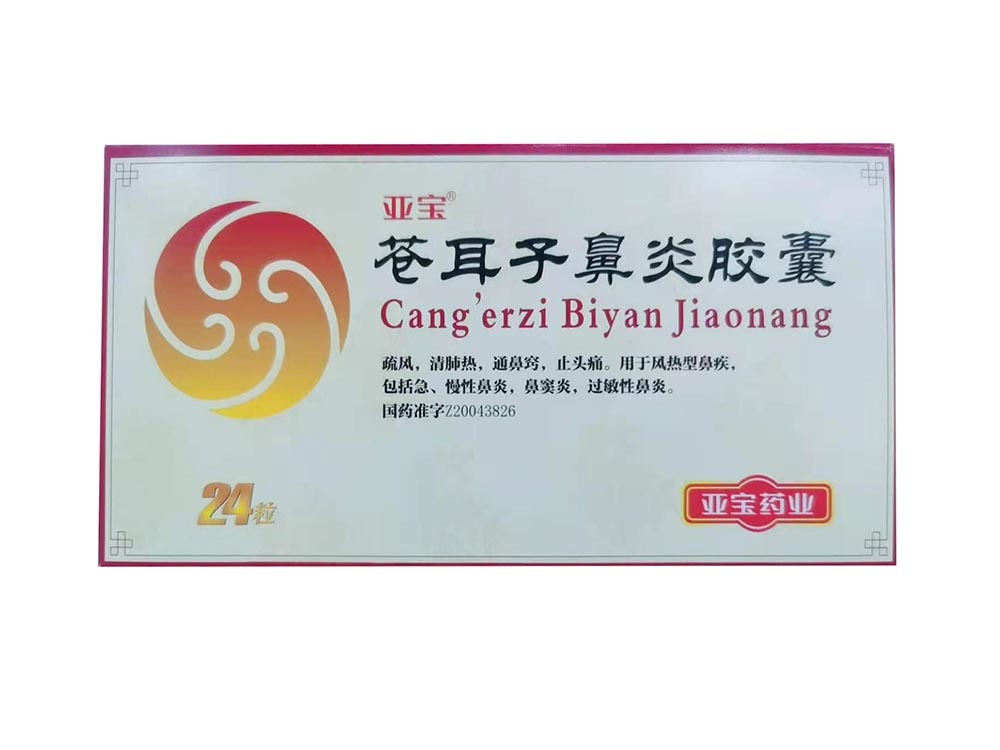 亚宝®
苍耳子鼻炎胶囊
Cang'erzi Biyan Jiaonang
疏风，清肺热，通鼻窍，止头痛。用于风热型鼻疾，
包括急、慢性鼻炎，鼻窦炎，过敏性鼻炎。
国药准字Z20043826
24粒
亚宝药业